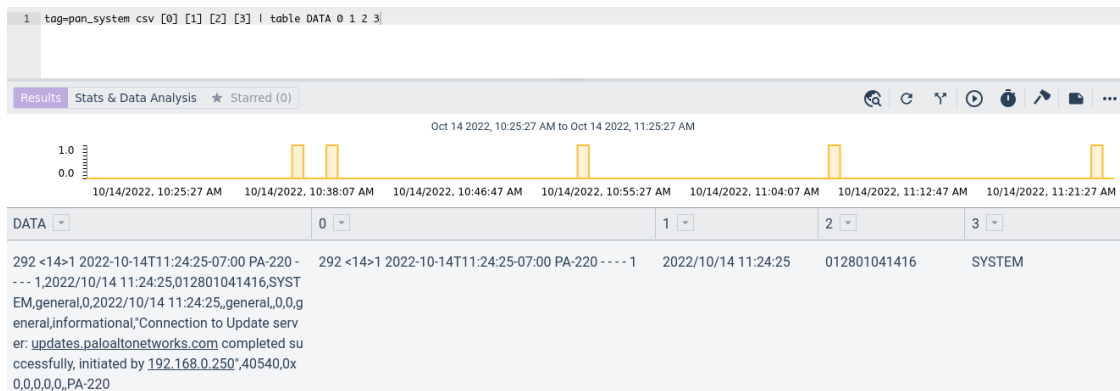 1 tag=pan_system csv [0] [1] [2] [3] | table DATA 0 1 2 3
Results Stats & Data Analysis Starred (0)
Oct 14 2022, 10:25:27 AM to Oct 14 2022, 11:25:27 AM
1.0
0.0
10/14/2022, 10:25:27 AM 10/14/2022, 10:38:07 AM 10/14/2022, 10:46:47 AM 10/14/2022, 10:55:27 AM 10/14/2022, 11:04:07 AM 10/14/2022, 11:12:47 AM 10/14/2022, 11:21:27 AM
DATA 0 1 2 3
292 <14>1 2022-10-14T11:24:25-07:00 PA-220 - 292 <14>1 2022-10-14T11:24:25-07:00 PA-220 - - - - 1 2022/10/14 11:24:25 012801041416 SYSTEM
- - - 1,2022/10/14 11:24:25,012801041416,SYST
EM,general,0,2022/10/14 11:24:25,,general,,0,0,g
eneral,informational,"Connection to Update serv
er: updates.paloaltonetworks.com completed su
ccessfully, initiated by 192.168.0.250",40540,0x
0,0,0,0,0,,PA-220